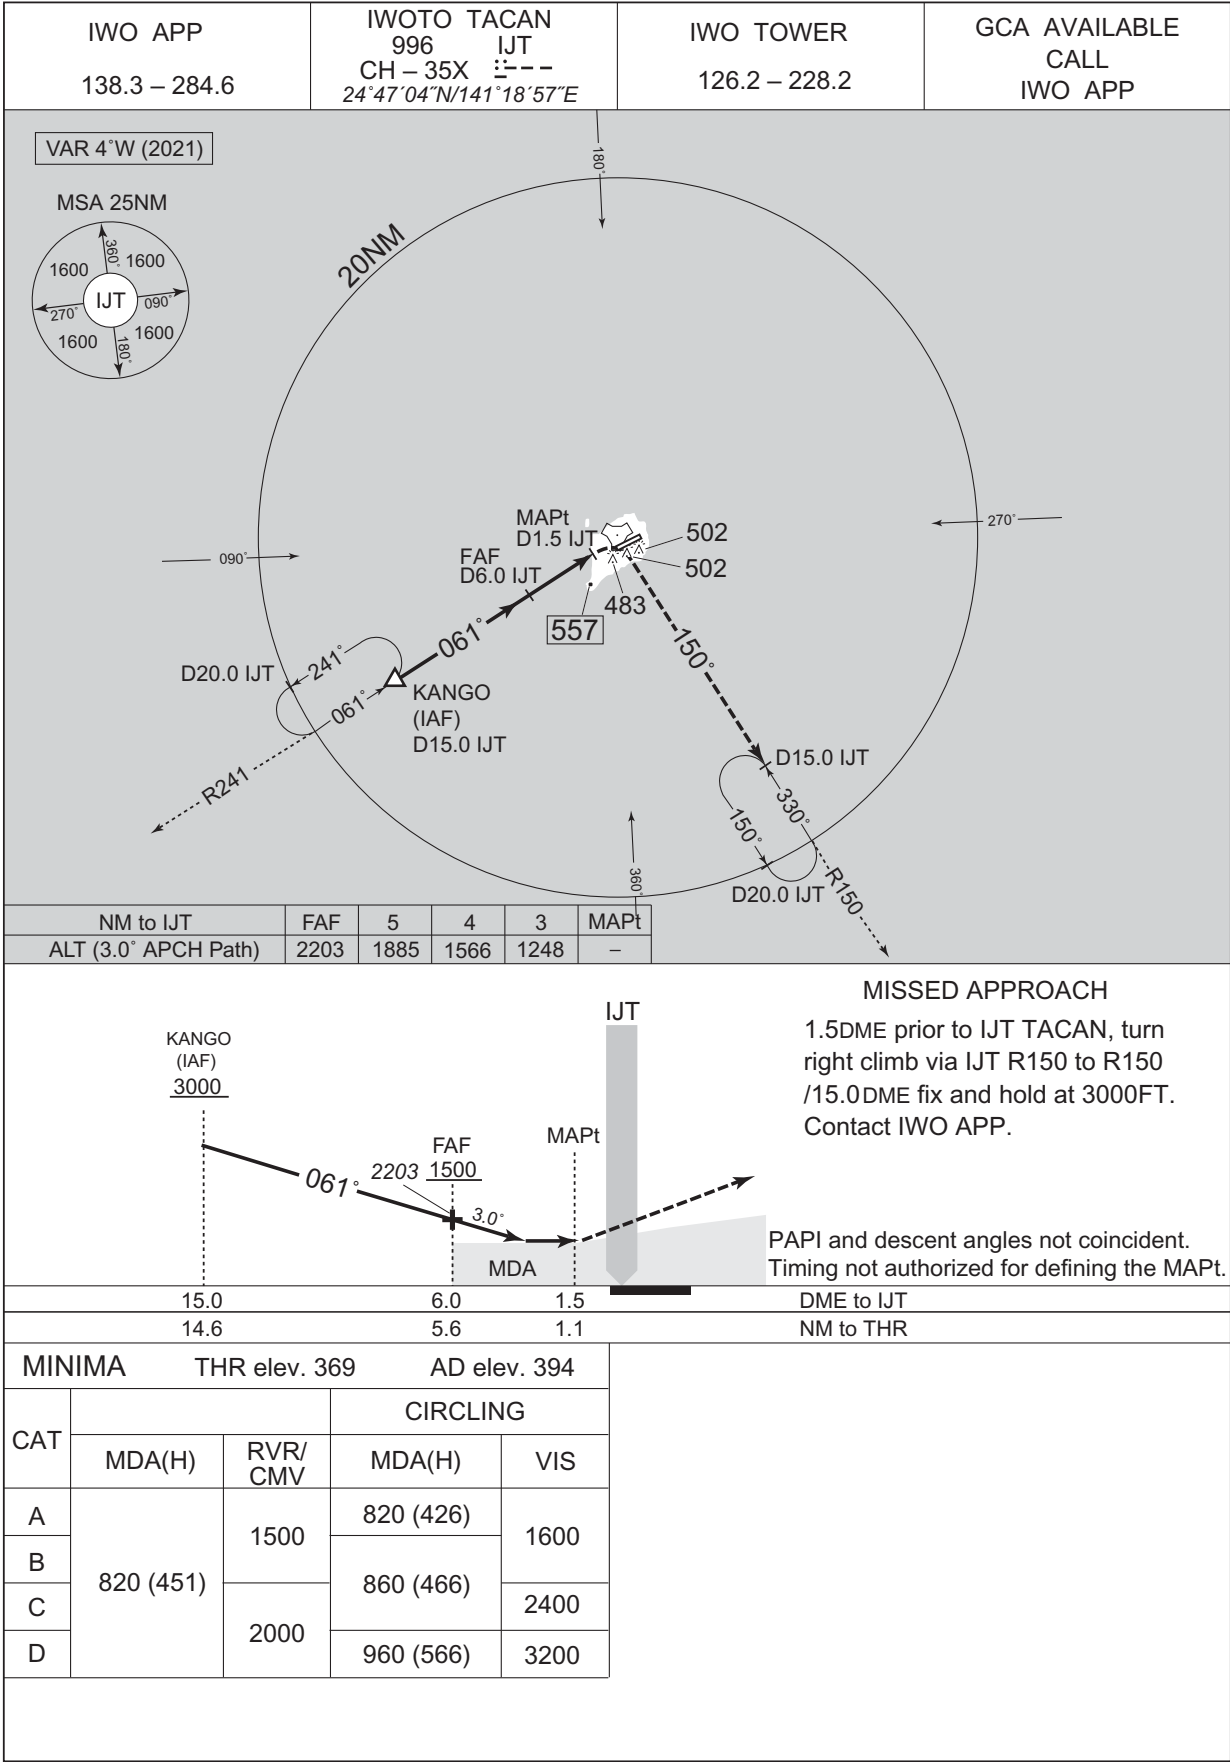 IWO APP
138.3 – 284.6
IWOTO TACAN
996 IJT
CH – 35X
24˚47´04˝N/141˚18´57˝E
IWO TOWER
126.2 – 228.2
GCA AVAILABLE
CALL
IWO APP
VAR 4˚W (2021)
MSA 25NM
360˚
1600
1600
IJT
090˚
270˚
1600
1600
180˚
180˚
20NM
MAPt
D1.5 IJT
502
270˚
090˚
FAF
D6.0 IJT
502
483
557
061˚
150˚
241˚
D20.0 IJT
061˚
KANGO
(IAF)
D15.0 IJT
R241
D15.0 IJT
330˚
150˚
360˚
D20.0 IJT
R150
NM to IJT FAF 5 4 3 MAPt
ALT (3.0˚ APCH Path) 2203 1885 1566 1248 –
MISSED APPROACH
1.5DME prior to IJT TACAN, turn
right climb via IJT R150 to R150
/15.0DME fix and hold at 3000FT.
Contact IWO APP.
IJT
KANGO
(IAF)
3000
MAPt
FAF
2203 1500
061˚
3.0˚
MDA
PAPI and descent angles not coincident.
Timing not authorized for defining the MAPt.
15.0 6.0 1.5 DME to IJT
14.6 5.6 1.1 NM to THR
MINIMA THR elev. 369 AD elev. 394
CAT
CIRCLING
MDA(H)
RVR/
CMV
MDA(H)
VIS
A
820 (426)
1500
1600
B
820 (451)
860 (466)
C
2400
2000
D
960 (566)
3200